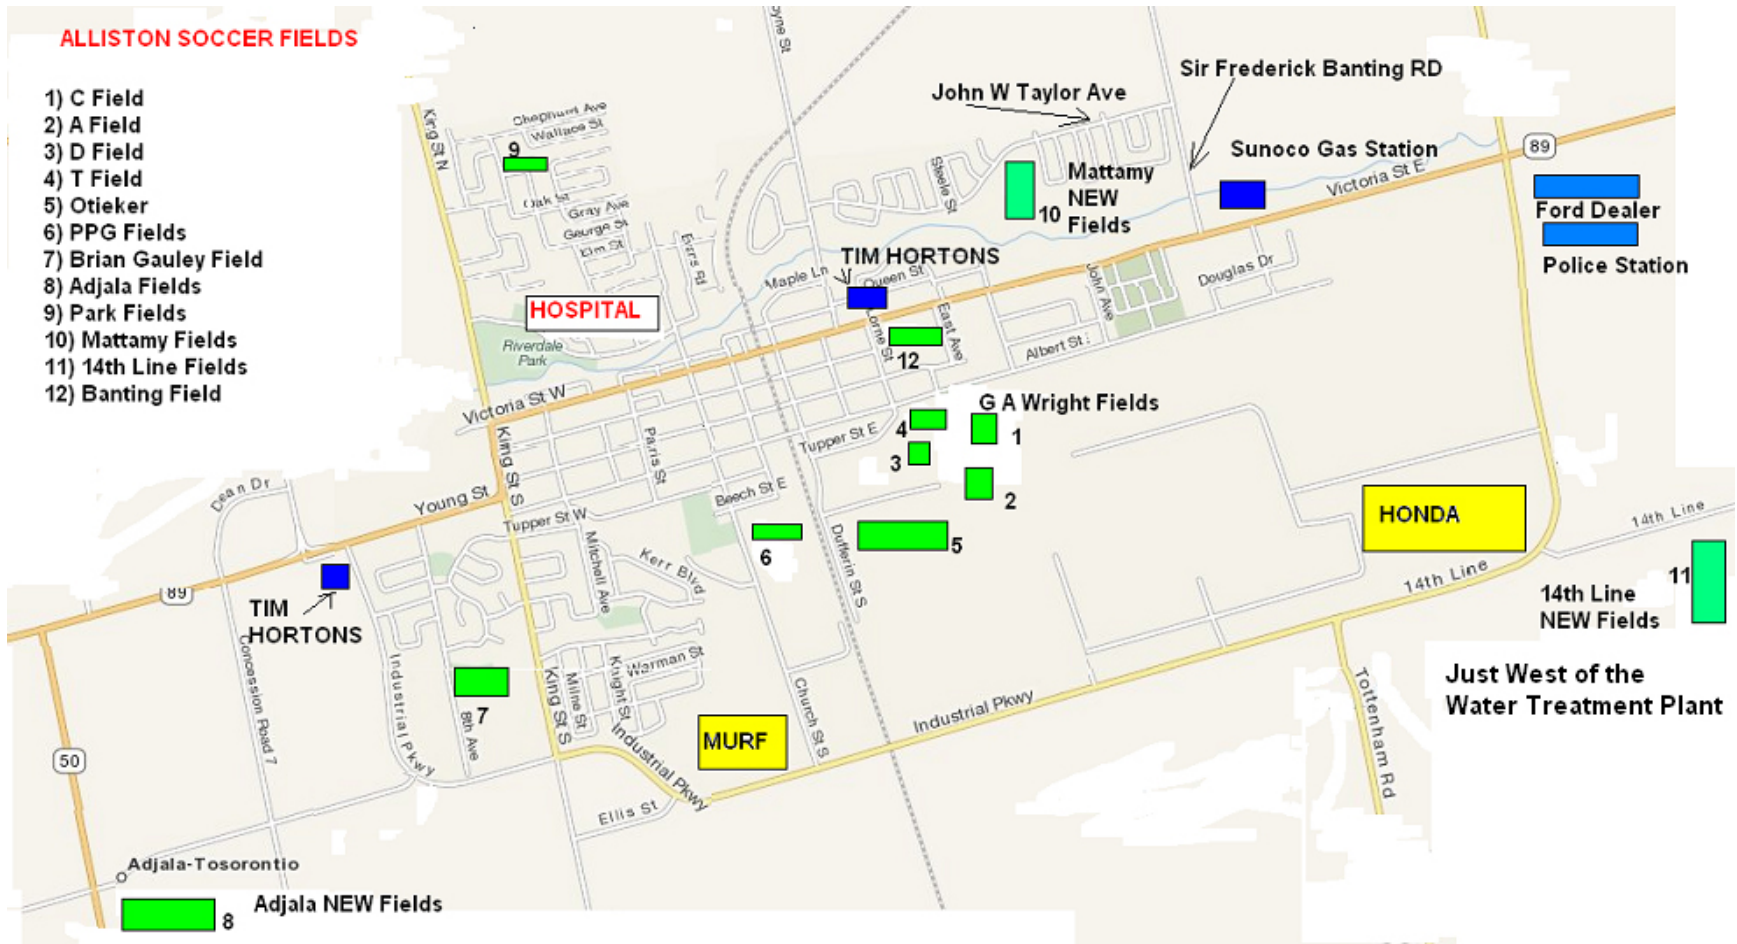 ALLISTON SOCCER FIELDS
1) C Field
2) A Field
3) D Field
4) T Field
5) Otieker
6) PPG Fields
7) Brian Gauley Field
8) Adjala Fields
9) Park Fields
10) Mattamy Fields
11) 14th Line Fields
12) Banting Field
Sir Frederick Banting RD
John W Taylor Ave
Sunoco Gas Station
Victoria St E
89
Ford Dealer
Police Station
Mattamy
NEW
Fields
10
King St N
Wallace St
9
Oak St
Gray Ave
George St
Elm St
Evans Rd
Steele St
TIM HORTONS
Maple Ln
Queen St
HOSPITAL
Riverdale
Park
Lorne St
East Ave
John Ave
Douglas Dr
Albert St
12
Victoria St W
G A Wright Fields
4
1
3
2
Tupper St E
King St S
Paris St
Dean Dr
Young St
Beech St E
Tupper St W
6
5
Dufferin St S
Mitchell Ave
Kerr Blvd
HONDA
14th Line
14th Line
11
14th Line
NEW Fields
89
TIM
HORTONS
Concession Road 7
Industrial Pkwy
8th Ave
7
King St S
Milne St
Knight St
Warman St
Church St S
MURF
Industrial Pkwy
Industrial Pkwy
Tottenham Rd
Just West of the
Water Treatment Plant
50
Ellis St
Adjala-Tosorontio
Adjala NEW Fields
8